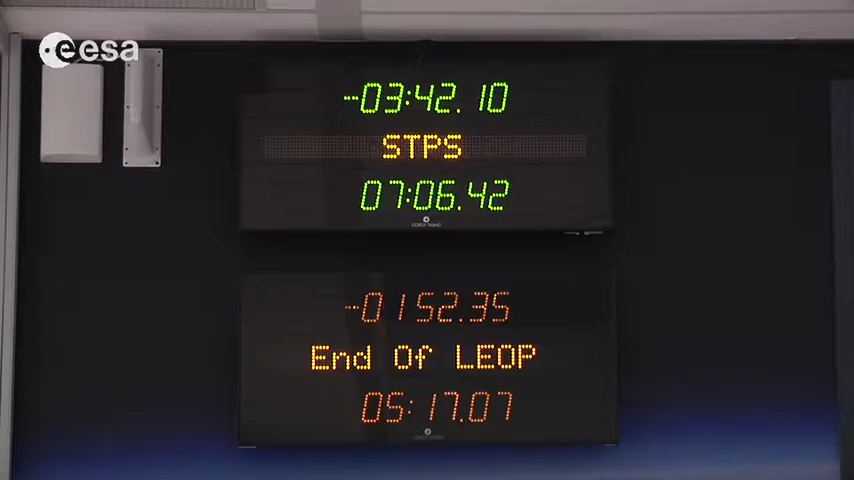 esa
-03:42.10
STPS
07:06.42
-0152.35
End Of LEOP
05:17.07